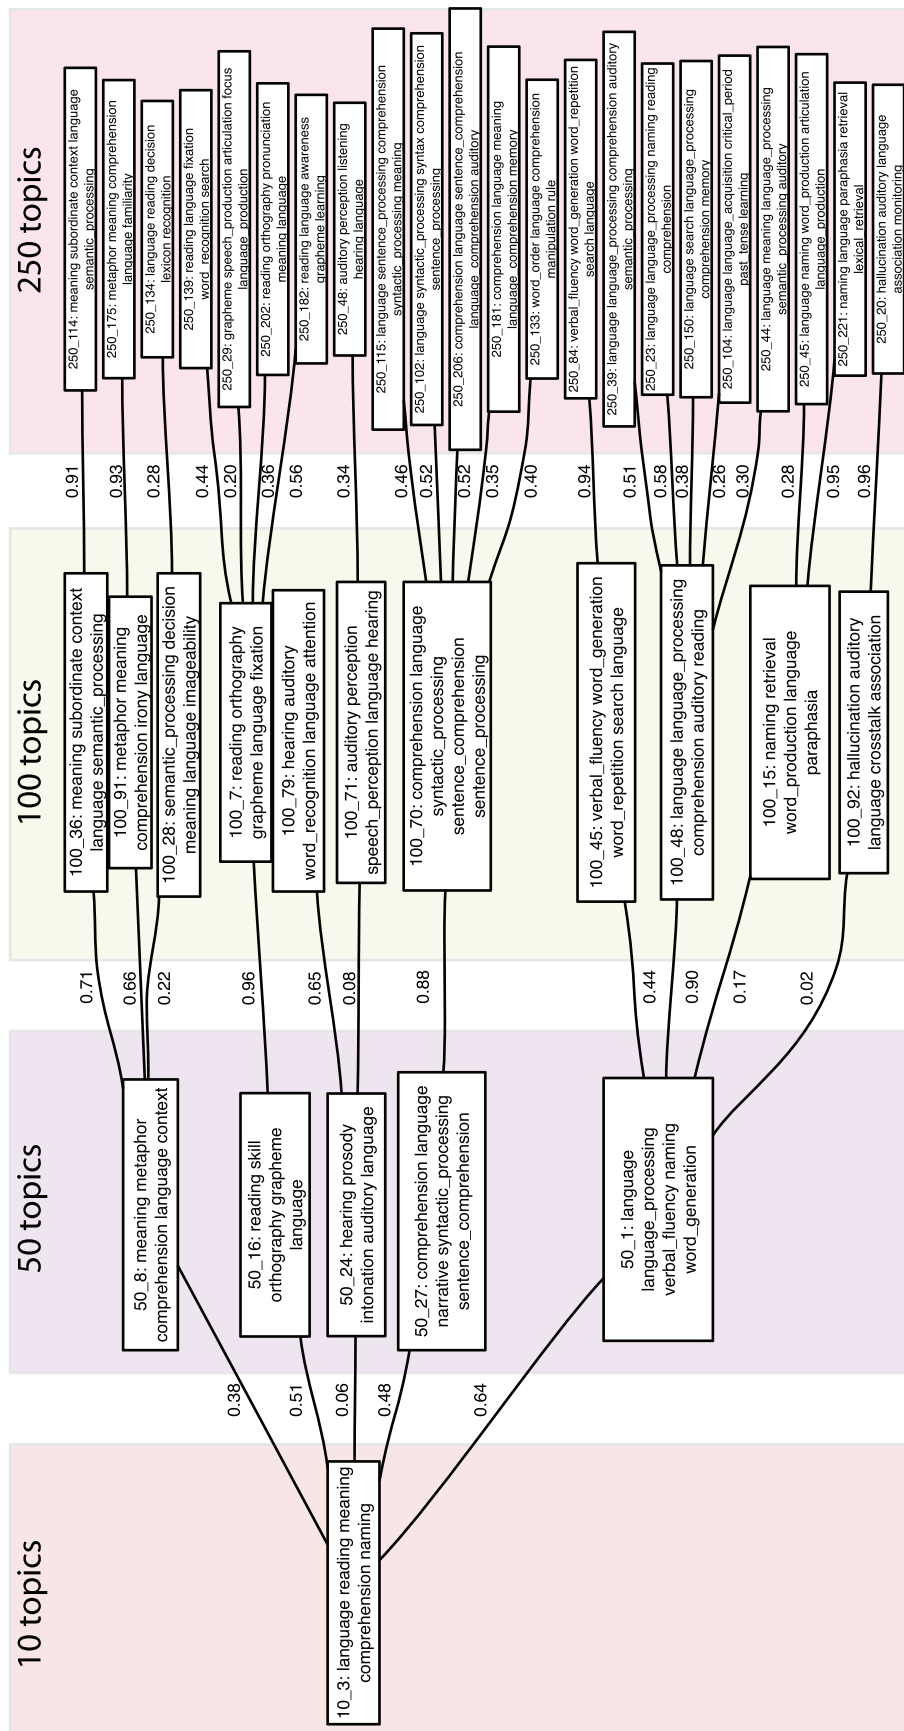 10 topics
50 topics
100 topics
250 topics
10_3: language reading meaning
comprehension naming
0.38
0.51
0.06
0.48
0.64
50_8: meaning metaphor
comprehension language context
50_16: reading skill
orthography grapheme
language
50_24: hearing prosody
intonation auditory language
50_27: comprehension language
narrative syntactic_processing
sentence_comprehension
50_1: language
language_processing
verbal_fluency naming
word_generation
0.71
0.66
0.22
0.96
0.65
0.08
0.88
0.44
0.90
0.17
0.02
100_36: meaning subordinate context
language semantic_processing
100_91: metaphor meaning
comprehension irony language
100_28: semantic_processing decision
meaning language imageability
100_7: reading orthography
grapheme language fixation
100_79: hearing auditory
word_recognition language attention
100_71: auditory perception
speech_perception language hearing
100_70: comprehension language
syntactic_processing
sentence_comprehension
sentence_processing
100_45: verbal_fluency word_generation
word_repetition search language
100_48: language language_processing
comprehension auditory reading
100_15: naming retrieval
word_production language
paraphasia
100_92: hallucination auditory
language crosstalk association
0.91
0.93
0.28
0.44
0.20
0.36
0.56
0.34
0.46
0.52
0.52
0.35
0.40
0.94
0.51
0.58
0.38
0.26
0.30
0.28
0.95
0.96
250_114: meaning subordinate context language
semantic_processing
250_175: metaphor meaning comprehension
language familiarity
250_134: language reading decision
lexicon recognition
250_139: reading language fixation
word_recognition search
250_29: grapheme speech_production articulation focus
language_production
250_202: reading orthography pronunciation
meaning language
250_182: reading language awareness
grapheme learning
250_48: auditory perception listening
hearing language
250_115: language sentence_processing comprehension
syntactic_processing meaning
250_102: language syntactic_processing syntax comprehension
sentence_processing
250_206: comprehension language sentence_comprehension
language_comprehension auditory
250_181: comprehension language meaning
language_comprehension memory
250_133: word_order language comprehension
manipulation rule
250_84: verbal_fluency word_generation word_repetition
search language
250_39: language language_processing comprehension auditory
semantic_processing
250_23: language language_processing naming reading
comprehension
250_150: language search language_processing
comprehension memory
250_104: language language_acquisition critical_period
past_tense learning
250_44: language meaning language_processing
semantic_processing auditory
250_45: language naming word_production articulation
language_production
250_221: naming language paraphasia retrieval
lexical_retrieval
250_20: hallucination auditory language
association monitoring